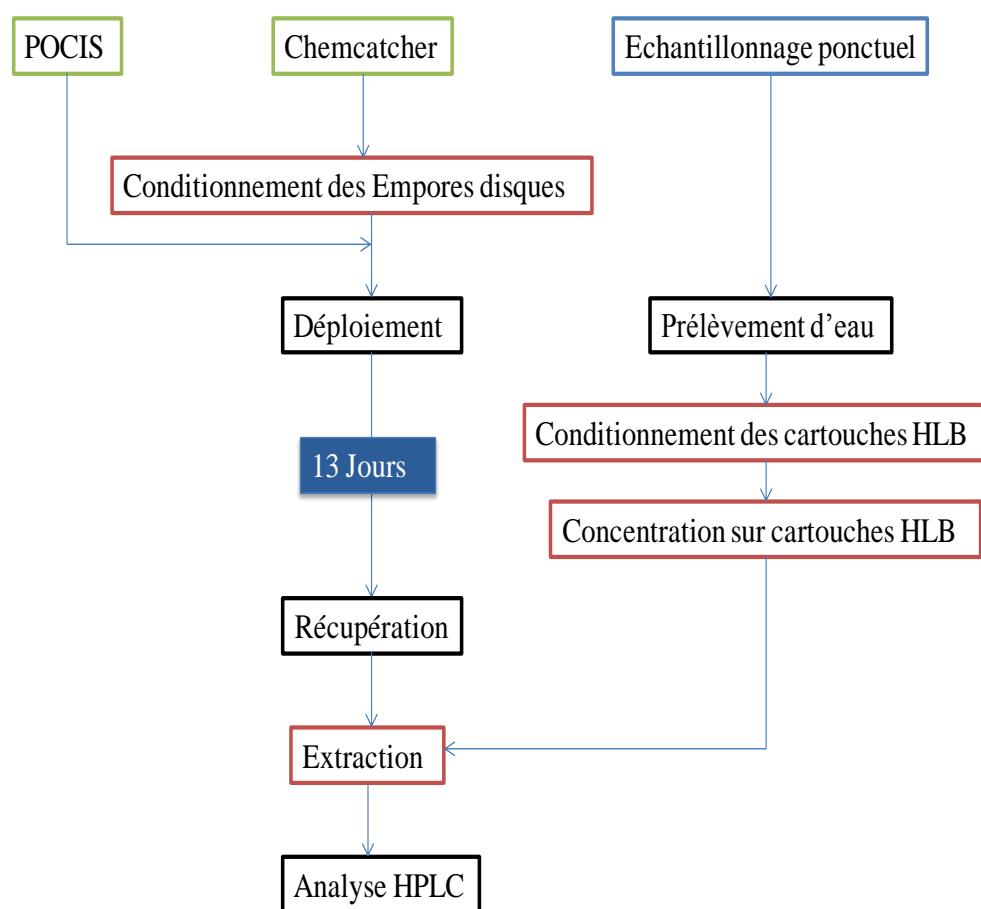 POCIS
Chemcatcher
Echantillonnage ponctuel
Conditionnement des Empores disques
Déploiement
Prélèvement d’eau
Conditionnement des cartouches HLB
13 Jours
Concentration sur cartouches HLB
Récupération
Extraction
Analyse HPLC